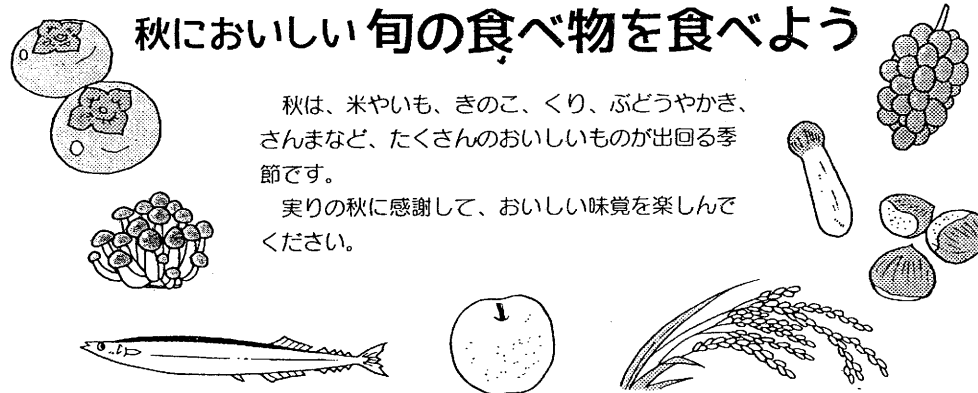 秋においしい 旬の食べ物を食べよう
秋は、米やいも、きのこ、くり、ぶどうやかき、
さんまなど、たくさんのおいしいものが出回る季
節です。
実りの秋に感謝して、おいしい味覚を楽しんで
ください。